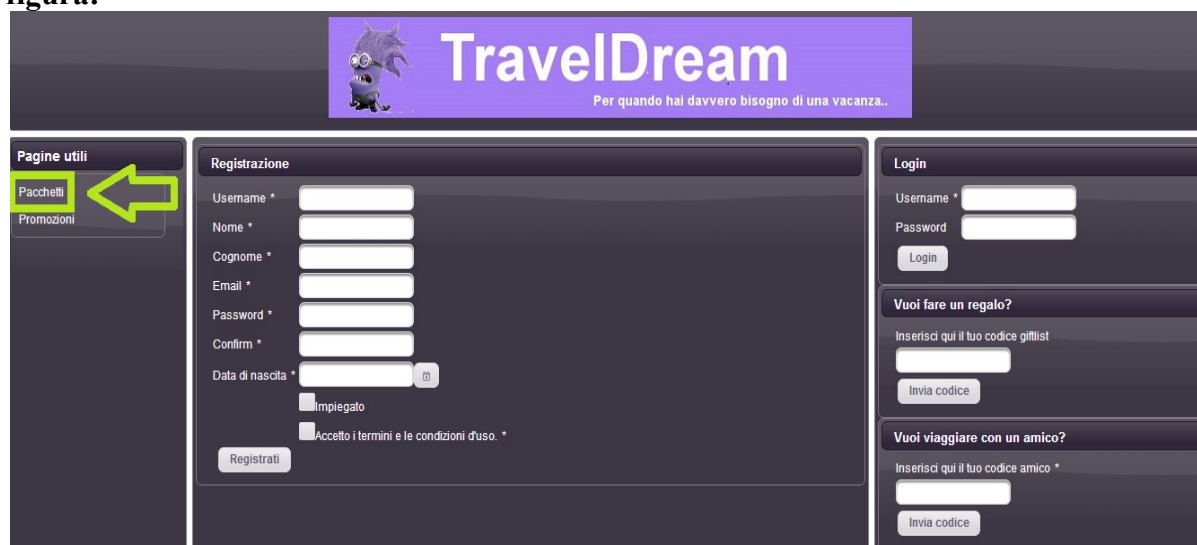 figura:
TravelDream
Per quando hai davvero bisogno di una vacanza..
Pagine utili
Pacchetti
Promozioni
Registrazione
Username *
Nome *
Cognome *
Email *
Password *
Confirm *
Data di nascita *
Impiegato
Accetto i termini e le condizioni d'uso. *
Registrati
Login
Username *
Password
Login
Vuoi fare un regalo?
Inserisci qui il tuo codice giftlist
Invia codice
Vuoi viaggiare con un amico?
Inserisci qui il tuo codice amico *
Invia codice